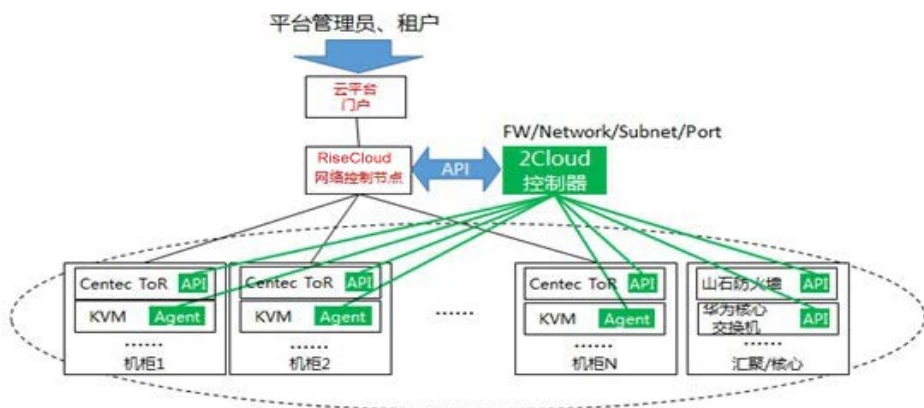 平台管理员、租户
云平台
门户
FW/Network/Subnet/Port
RiseCloud
网络控制节点
API
2Cloud
控制器
Centec ToR API
KVM Agent
......
机柜1
Centec ToR API
KVM Agent
......
机柜2
......
Centec ToR API
KVM Agent
......
机柜N
山石防火墙 API
华为核心
交换机 API
......
汇聚/核心